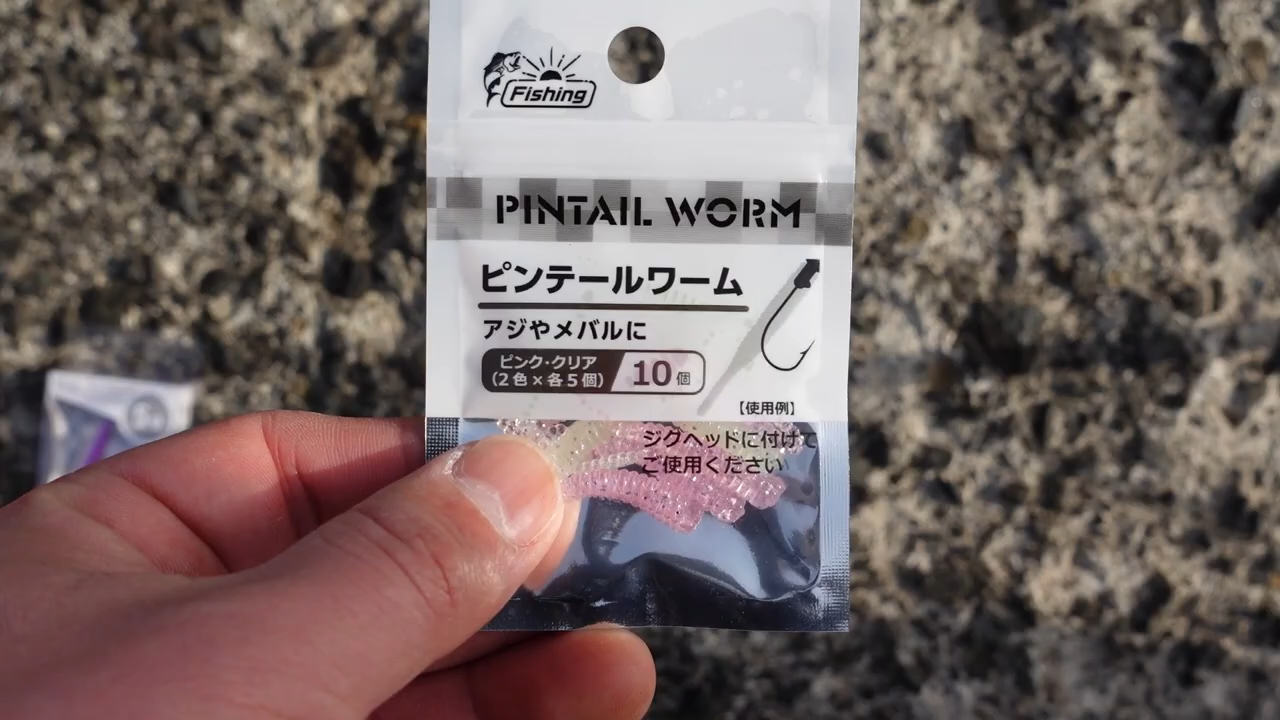 Fishing
PINTAIL WORM
ピンテールワーム
アジやメバルに
ピンク・クリア
(2色×各5個)
10個
【使用例】
ジグヘッドに付けて
ご使用ください